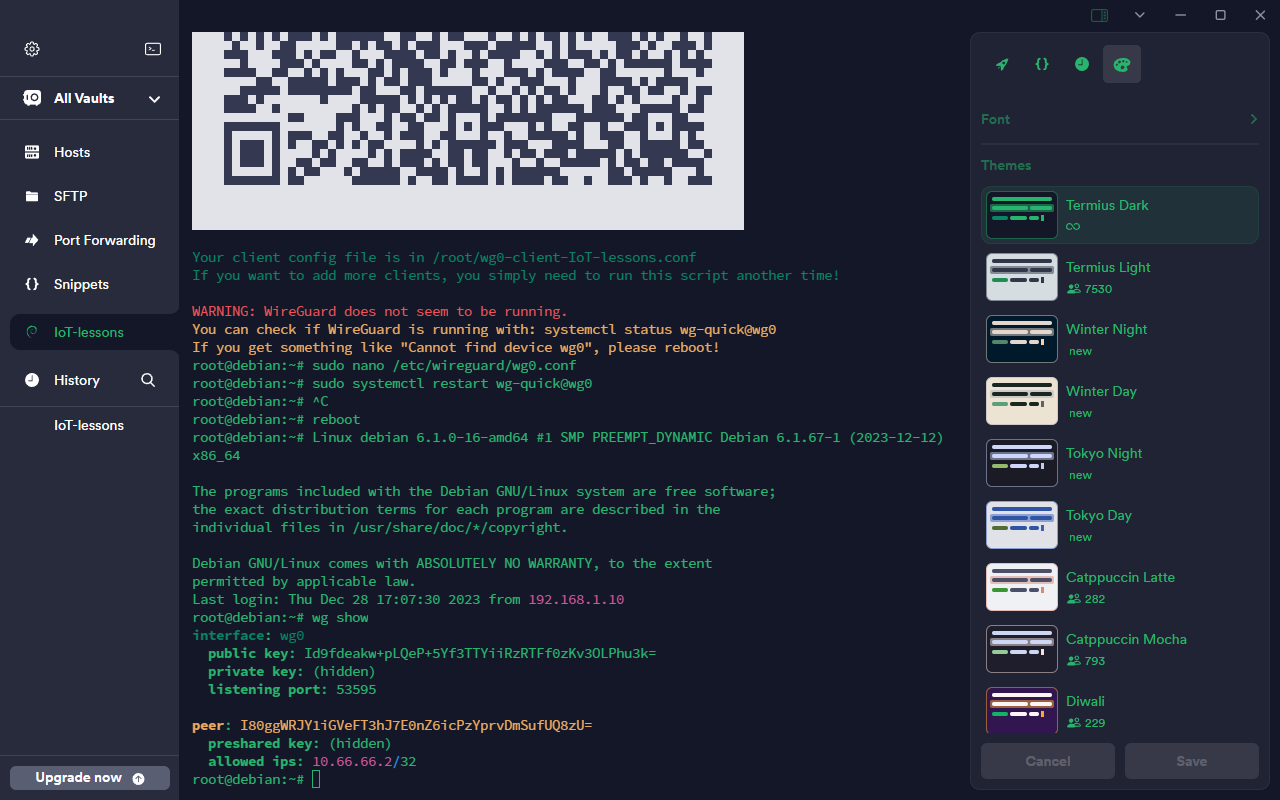 All Vaults
Hosts
SFTP
Port Forwarding
Snippets
IoT-lessons
History
IoT-lessons
Upgrade now
Your client config file is in /root/wg0-client-IoT-lessons.conf
If you want to add more clients, you simply need to run this script another time!
WARNING: WireGuard does not seem to be running.
You can check if WireGuard is running with: systemctl status wg-quick@wg0
If you get something like "Cannot find device wg0", please reboot!
root@debian:~# sudo nano /etc/wireguard/wg0.conf
root@debian:~# sudo systemctl restart wg-quick@wg0
root@debian:~# ^C
root@debian:~# reboot
root@debian:~# Linux debian 6.1.0-16-amd64 #1 SMP PREEMPT_DYNAMIC Debian 6.1.67-1 (2023-12-12)
x86_64
The programs included with the Debian GNU/Linux system are free software;
the exact distribution terms for each program are described in the
individual files in /usr/share/doc/*/copyright.
Debian GNU/Linux comes with ABSOLUTELY NO WARRANTY, to the extent
permitted by applicable law.
Last login: Thu Dec 28 17:07:30 2023 from 192.168.1.10
root@debian:~# wg show
interface: wg0
public key: Id9fdeakw+pLQeP+5Yf3TTYiiRzRTFf0zKv3OLPhu3k=
private key: (hidden)
listening port: 53595
peer: I80ggWRJY1iGVeFT3hJ7E0nZ6icPzYprvDmSufUQ8zU=
preshared key: (hidden)
allowed ips: 10.66.66.2/32
root@debian:~#
Font
Themes
Termius Dark
∞
Termius Light
7530
Winter Night
new
Winter Day
new
Tokyo Night
new
Tokyo Day
new
Catppuccin Latte
282
Catppuccin Mocha
793
Diwali
229
Cancel
Save